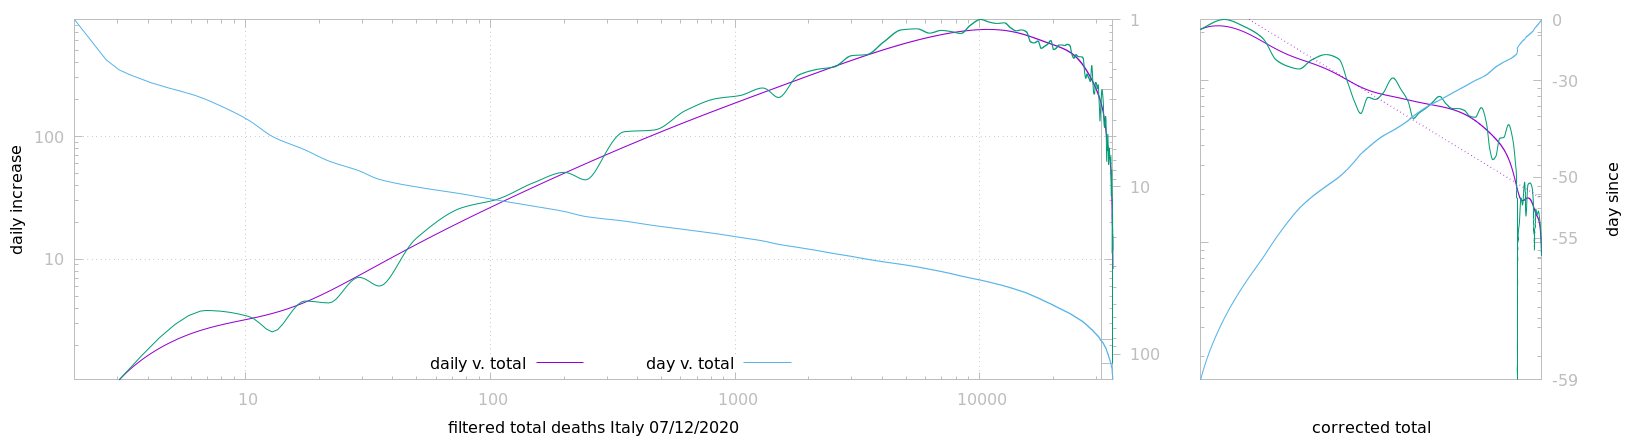 daily increase
100
10
10
100
1000
10000
1
10
100
daily v. total
day v. total
filtered total deaths Italy 07/12/2020
0
-30
-50
-55
-59
day since
corrected total